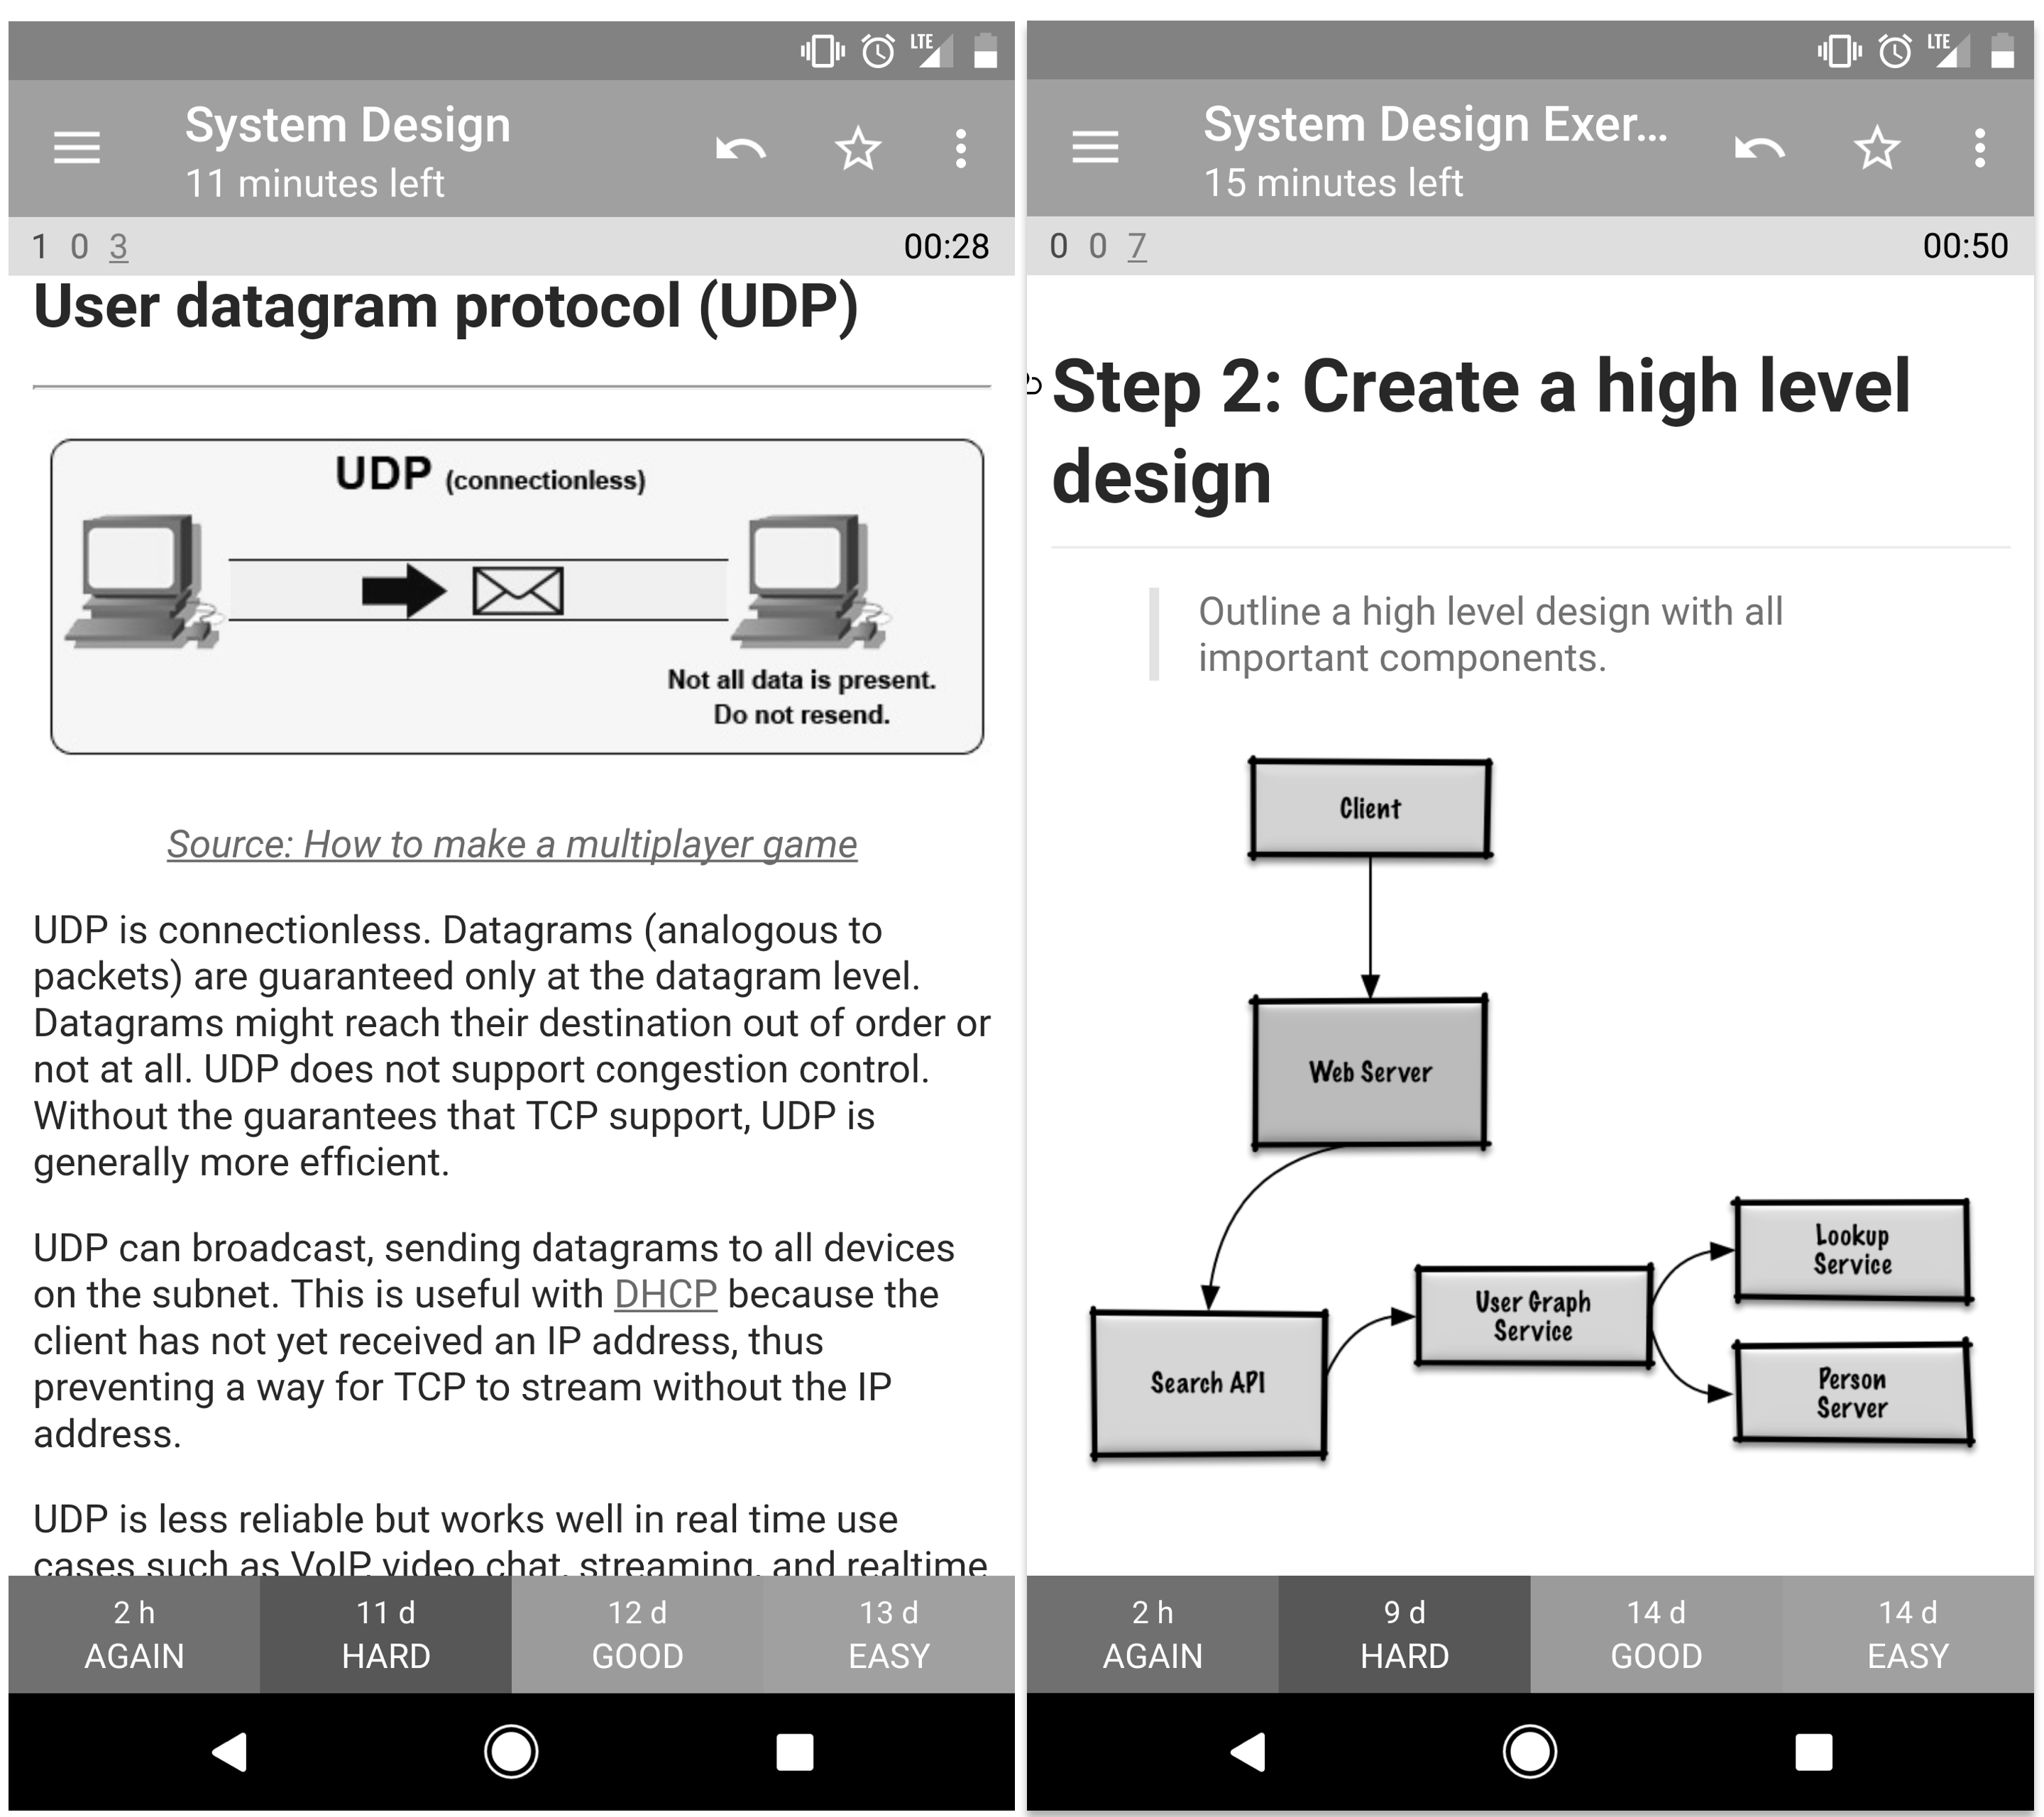 LTE
System Design
11 minutes left
1 0 3 00:28
User datagram protocol (UDP)
UDP (connectionless)
Not all data is present.
Do not resend.
Source: How to make a multiplayer game
UDP is connectionless. Datagrams (analogous to
packets) are guaranteed only at the datagram level.
Datagrams might reach their destination out of order or
not at all. UDP does not support congestion control.
Without the guarantees that TCP support, UDP is
generally more efficient.
UDP can broadcast, sending datagrams to all devices
on the subnet. This is useful with DHCP because the
client has not yet received an IP address, thus
preventing a way for TCP to stream without the IP
address.
UDP is less reliable but works well in real time use
cases such as VoIP, video chat, streaming, and realtime
2 h 11 d 12 d 13 d
AGAIN HARD GOOD EASY
LTE
System Design Exer...
15 minutes left
0 0 7 00:50
Step 2: Create a high level
design
Outline a high level design with all
important components.
Client
Web Server
Lookup
Service
User Graph
Service
Search API
Person
Server
2 h 9 d 14 d 14 d
AGAIN HARD GOOD EASY